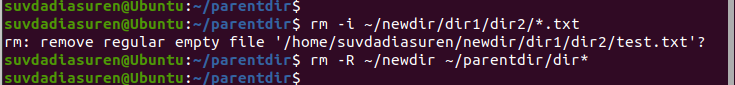 suvdadiasuren@Ubuntu:~/parentdir$
suvdadiasuren@Ubuntu:~/parentdir$ rm -i ~/newdir/dir1/dir2/*.txt
rm: remove regular empty file '/home/suvdadiasuren/newdir/dir1/dir2/test.txt'?
suvdadiasuren@Ubuntu:~/parentdir$ rm -R ~/newdir ~/parentdir/dir*
suvdadiasuren@Ubuntu:~/parentdir$